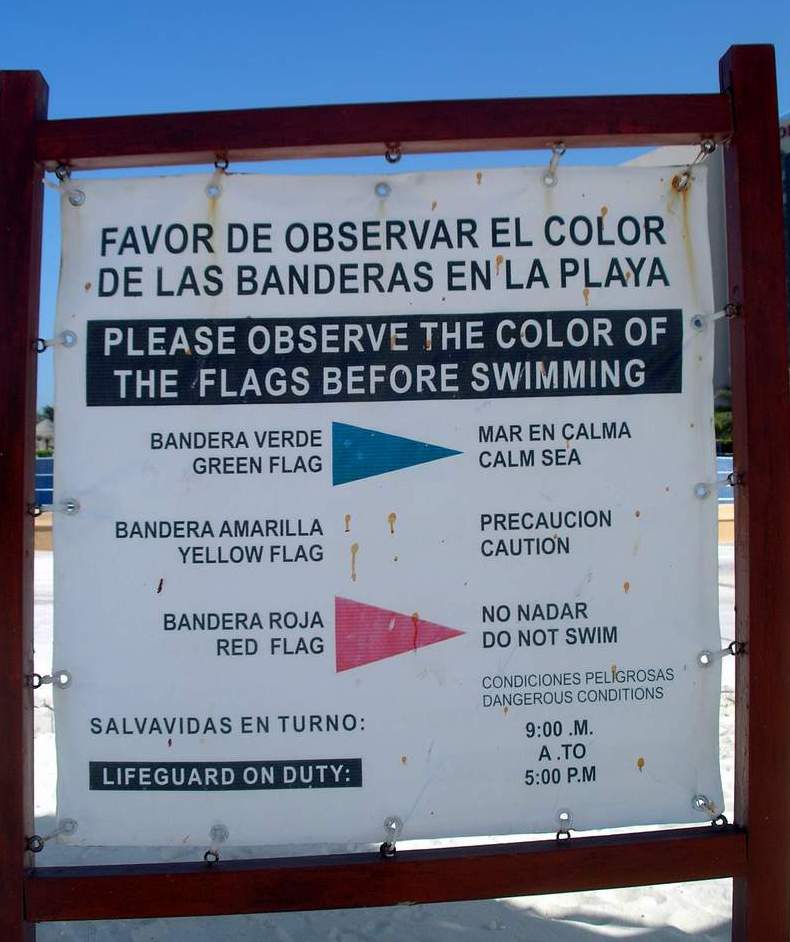 FAVOR DE OBSERVAR EL COLOR
DE LAS BANDERAS EN LA PLAYA
PLEASE OBSERVE THE COLOR OF
THE FLAGS BEFORE SWIMMING
BANDERA VERDE
GREEN FLAG
MAR EN CALMA
CALM SEA
BANDERA AMARILLA
YELLOW FLAG
PRECAUCION
CAUTION
BANDERA ROJA
RED FLAG
NO NADAR
DO NOT SWIM
CONDICIONES PELIGROSAS
DANGEROUS CONDITIONS
SALVAVIDAS EN TURNO:
LIFEGUARD ON DUTY:
9:00 .M.
A .TO
5:00 P.M